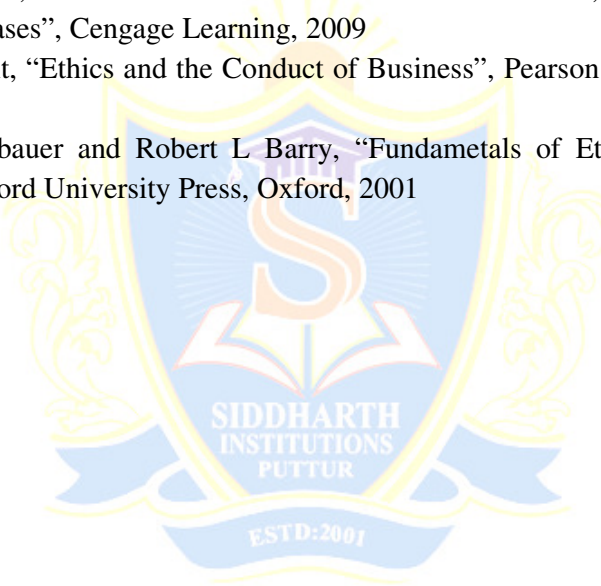 ases”, Cengage Learning, 2009
t, “Ethics and the Conduct of Business”, Pearson
bauer and Robert L Barry, “Fundametals of Et
ord University Press, Oxford, 2001
S
SIDDHARTH
INSTITUTIONS
PUTTUR
ESTD:2001